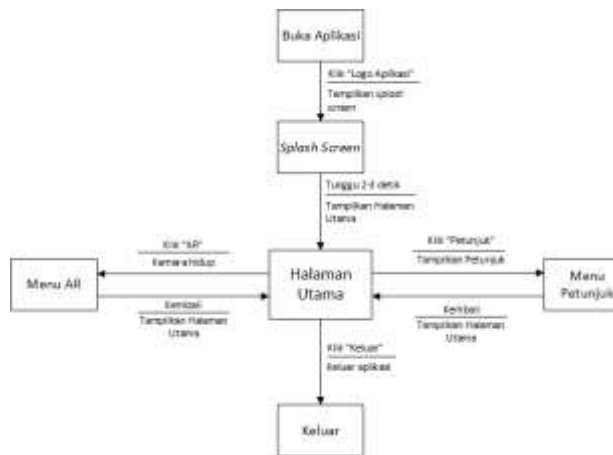 Buka Aplikasi
Klik "Logo Aplikasi"
Tampilkan splash
screen
Splash Screen
Tunggu 2-3 detik
Tampilkan Halaman
Utama
Klik "AR"
Kamera hidup
Klik "Petunjuk"
Tampilkan Petunjuk
Menu AR
Halaman
Utama
Menu
Petunjuk
Kembali
Tampilkan Halaman
Utama
Kembali
Tampilkan Halaman
Utama
Klik "Keluar"
Keluar aplikasi
Keluar